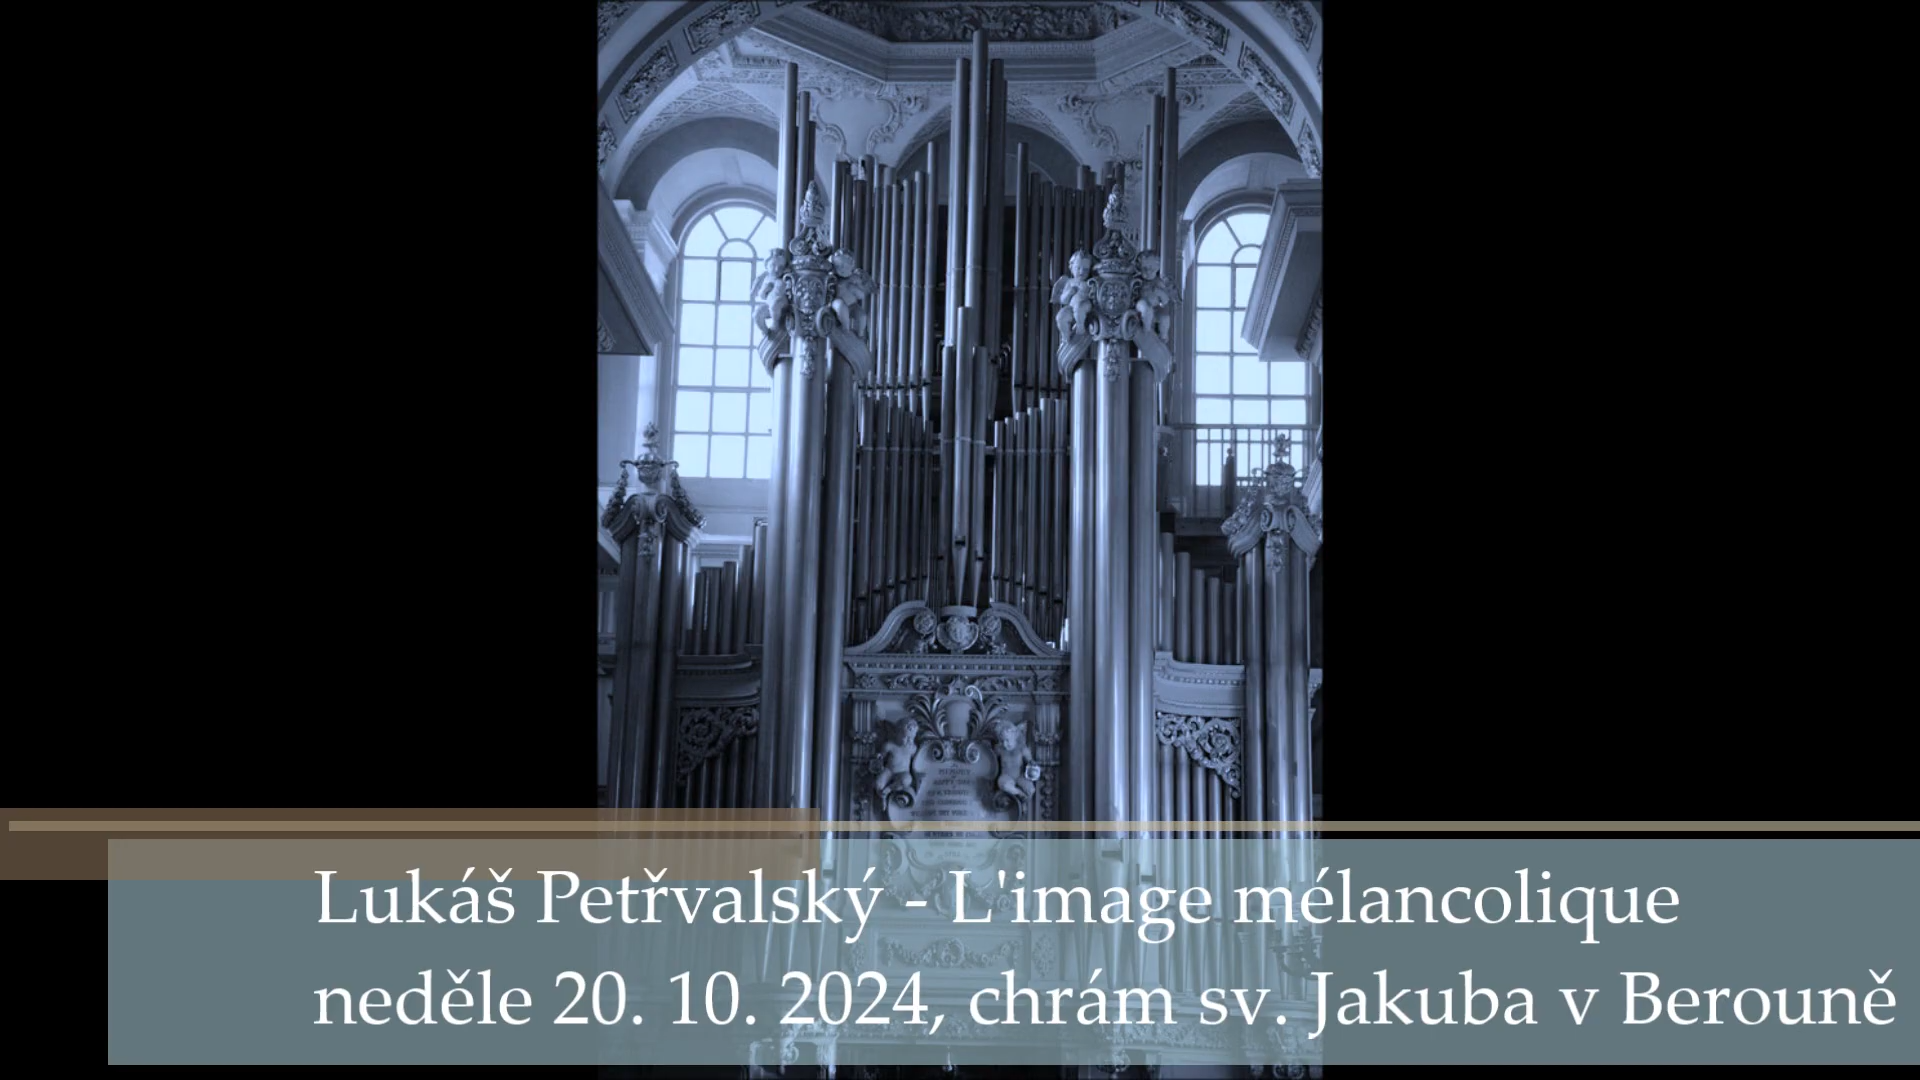 Lukáš Petřvalský - L'image mélancolique
neděle 20. 10. 2024, chrám sv. Jakuba v Berouně